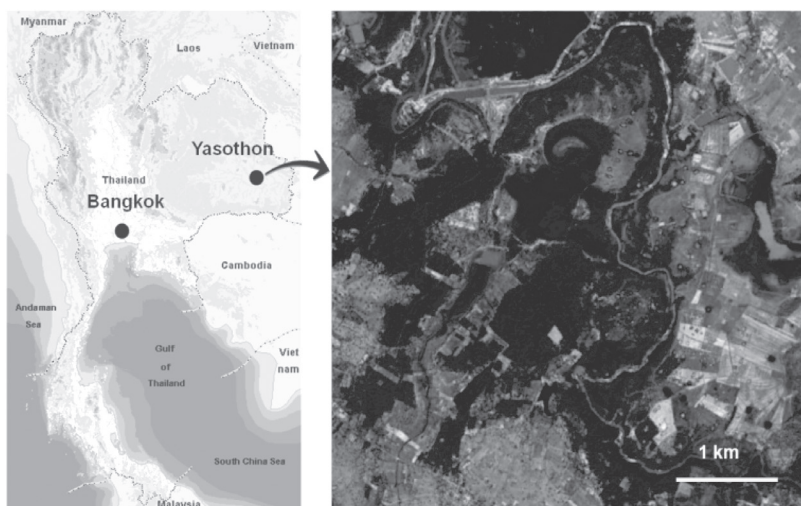 Myanmar
Laos
Vietnam
Yasothon
Thailand
Bangkok
Cambodia
Andaman
Sea
Gulf
of
Thailand
Viet
nam
South China Sea
Malaysia
1 km